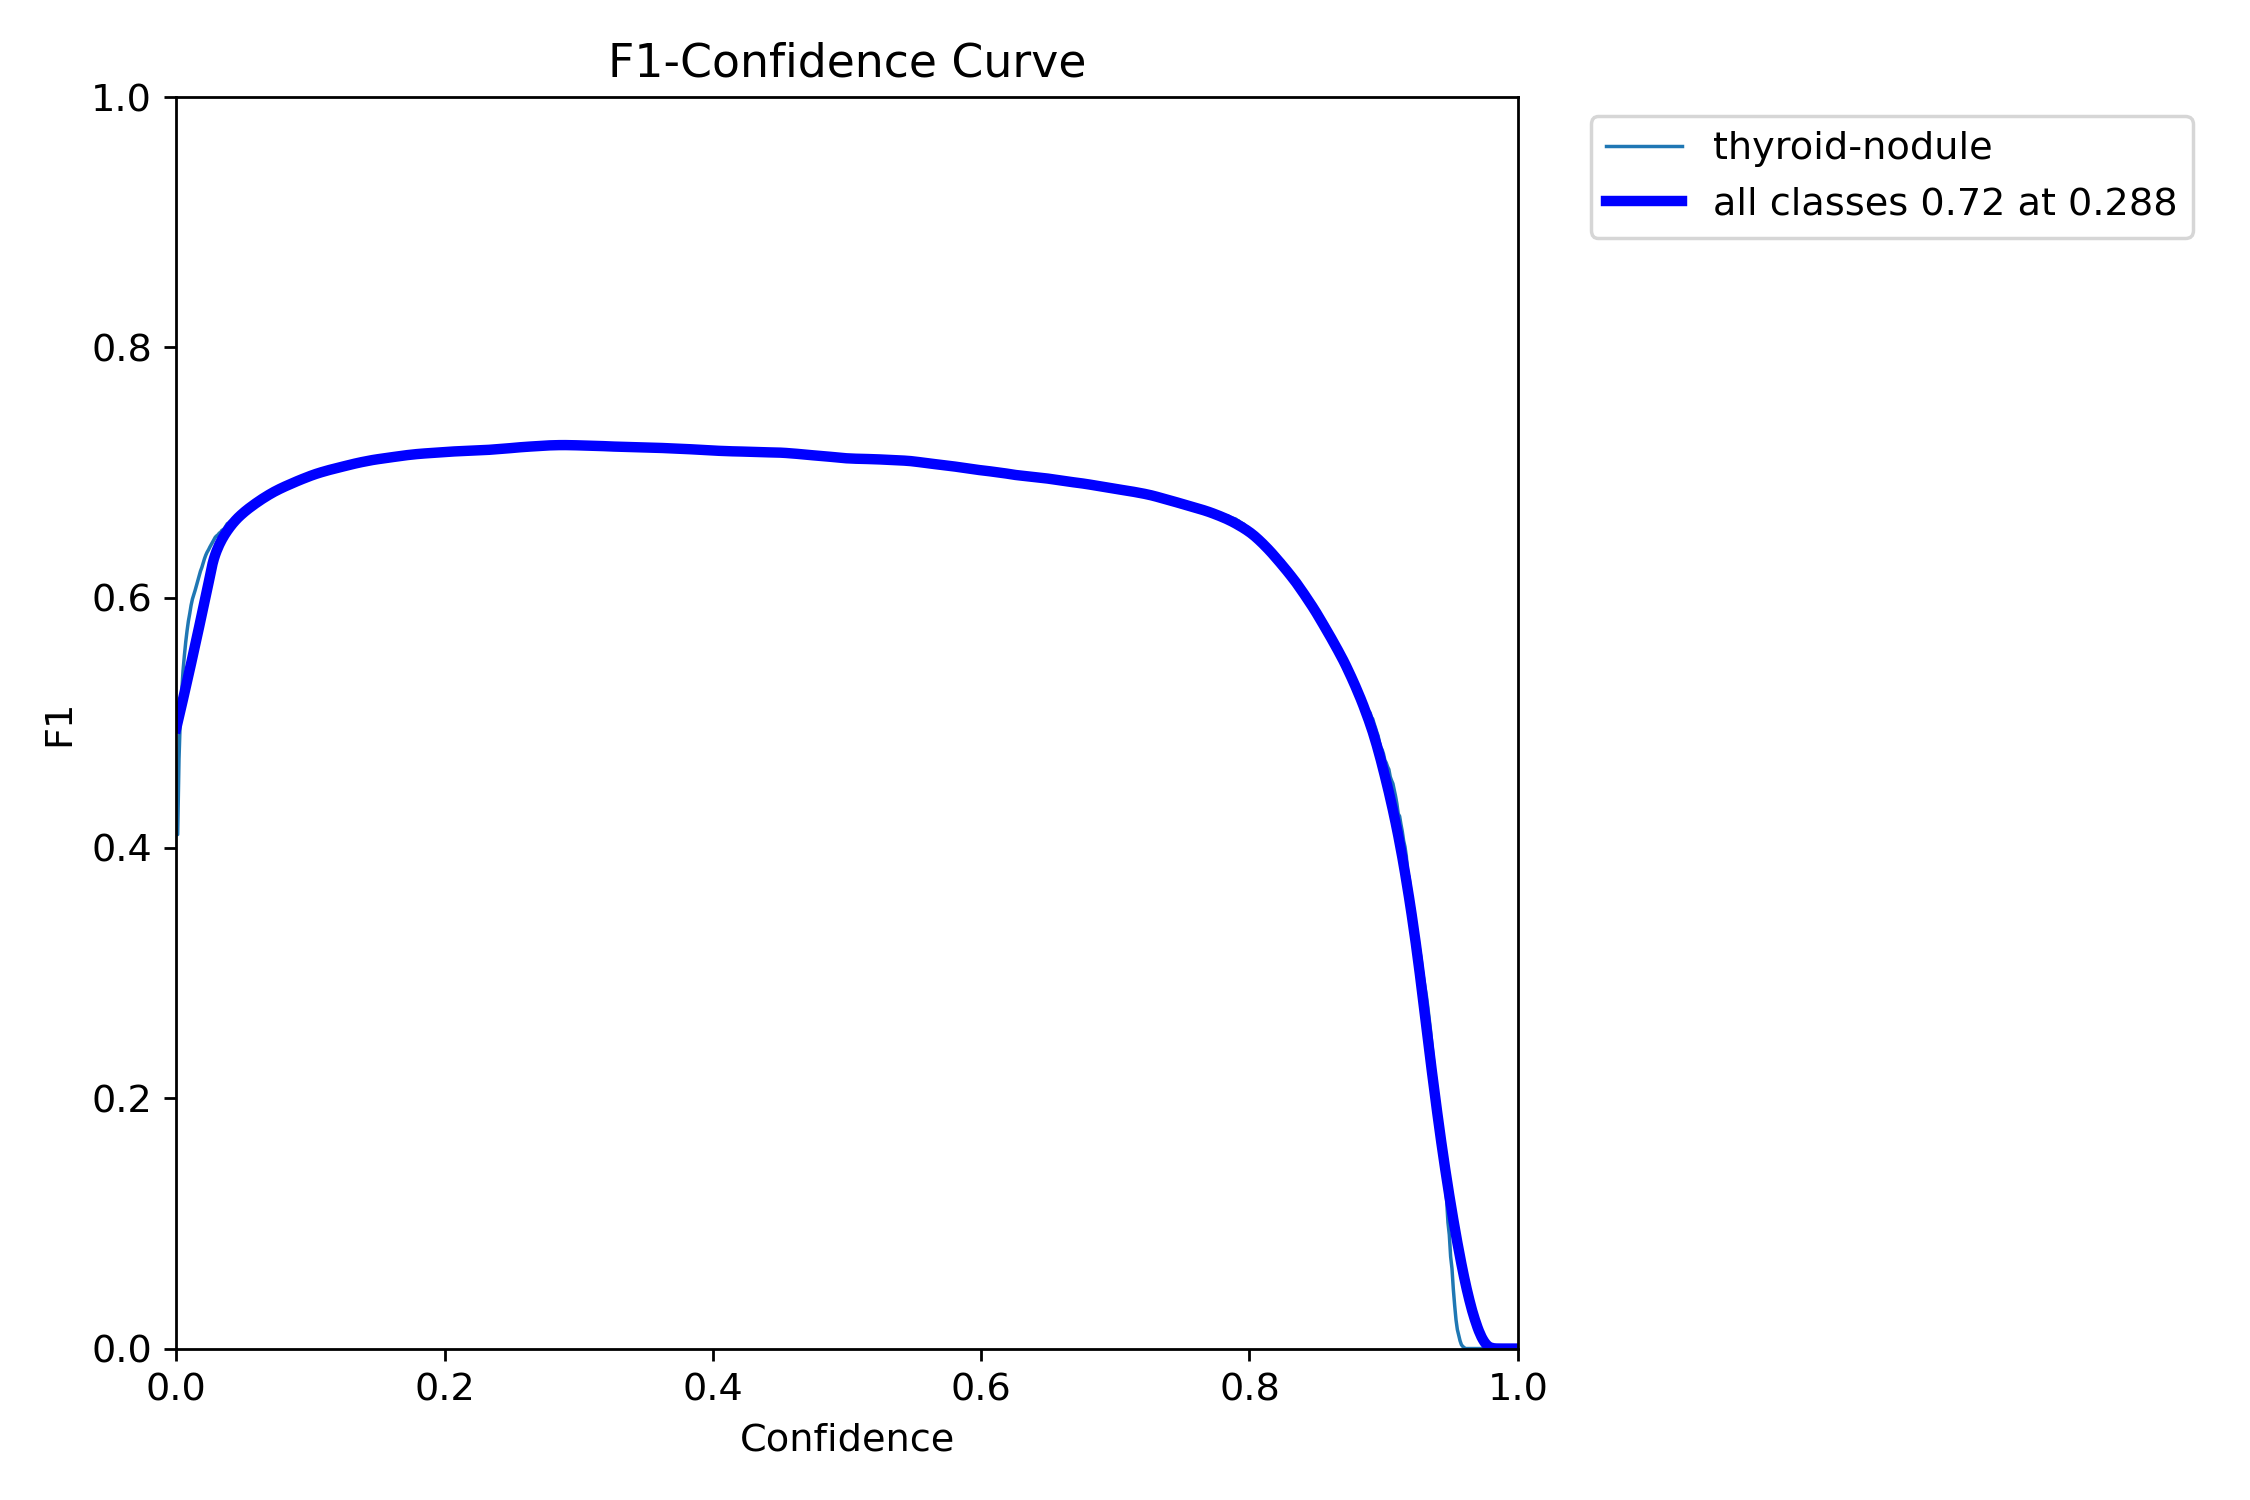 F1-Confidence Curve
1.0
0.8
0.6
0.4
0.2
0.0
F1
0.0 0.2 0.4 0.6 0.8 1.0
Confidence
thyroid-nodule
all classes 0.72 at 0.288